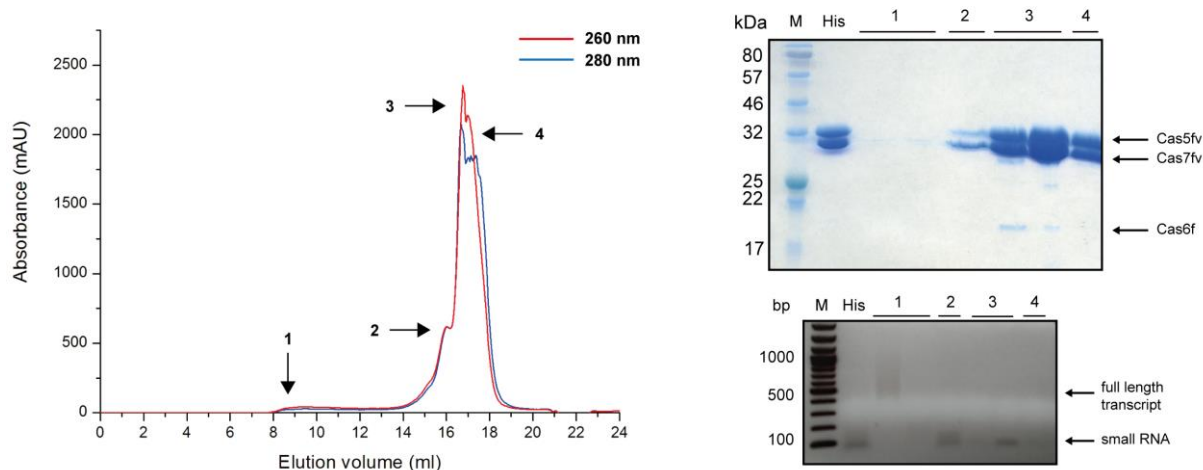 2500
2000
1500
1000
500
0
Absorbance (mAU)
0 2 4 6 8 10 12 14 16 18 20 22 24
Elution volume (ml)
260 nm
280 nm
1
2
3
4
kDa M His 1 2 3 4
80
57
46
32
25
22
17
Cas5fv
Cas7fv
Cas6f
bp M His 1 2 3 4
1000
500
100
full length
transcript
small RNA